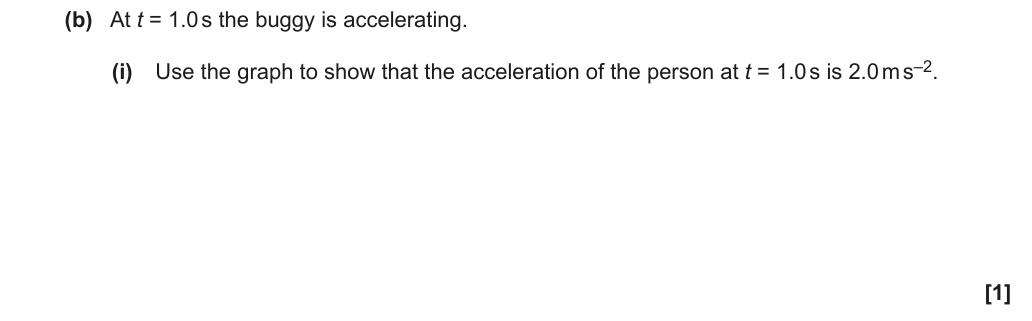 (b) At t = 1.0 s the buggy is accelerating.
(i) Use the graph to show that the acceleration of the person at t = 1.0 s is 2.0 m s⁻².
[1]